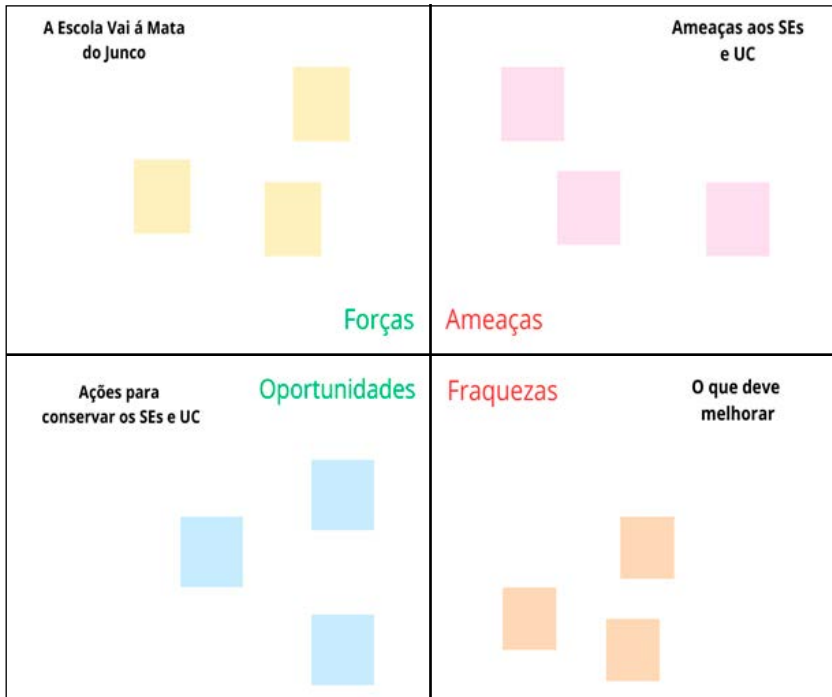 A Escola Vai á Mata
do Junco
Forças
Ameaças aos SEs
e UC
Ameaças
Ações para
conservar os SEs e UC
Oportunidades
Fraquezas
O que deve
melhorar